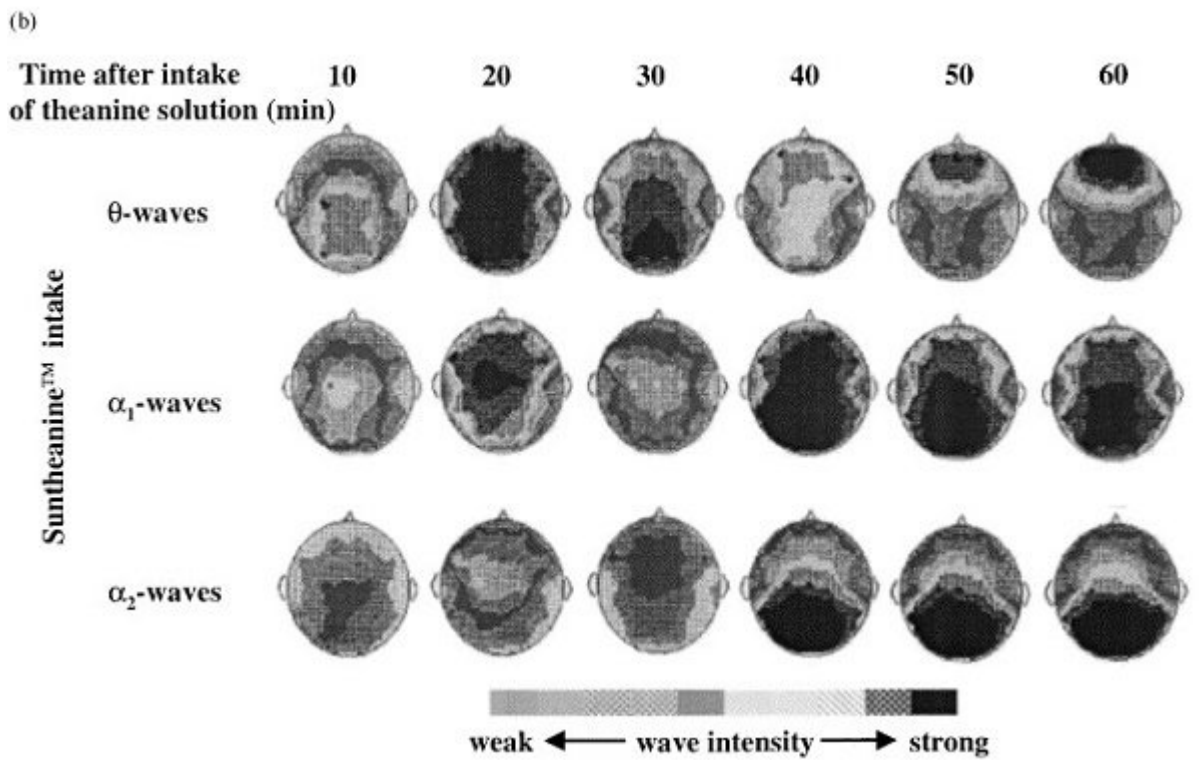 (b)
Time after intake 10 20 30 40 50 60
of theanine solution (min)
θ-waves
Suntheanine™ intake
α₁-waves
α₂-waves
weak ← wave intensity → strong